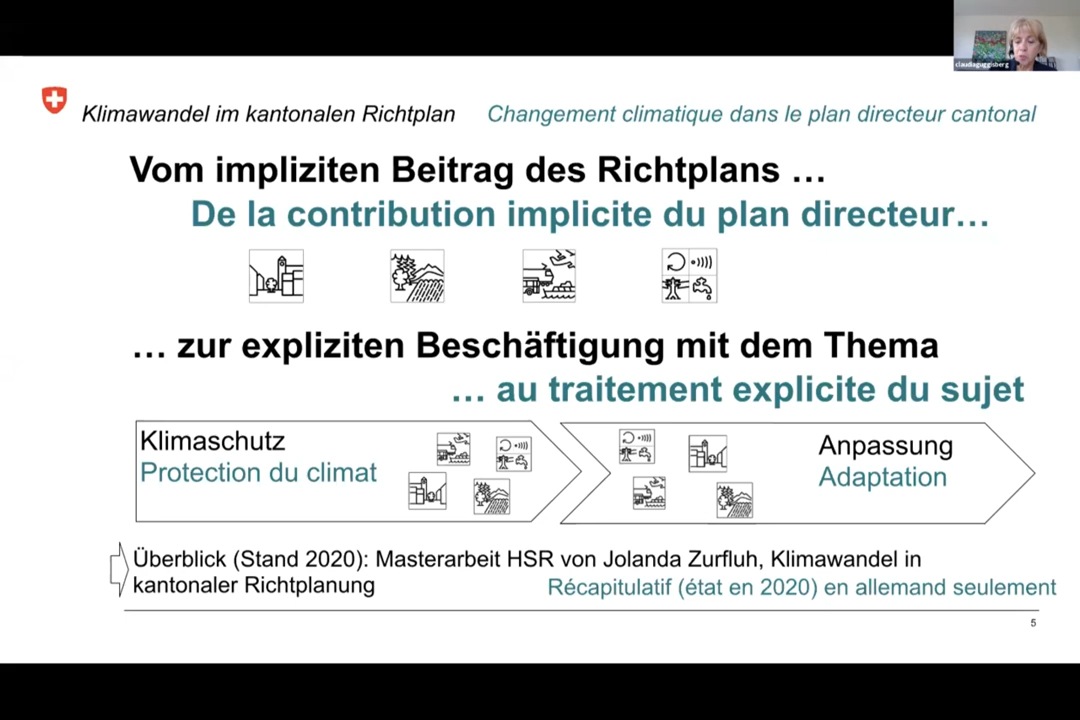 claudiaguggisberg
Klimawandel im kantonalen Richtplan Changement climatique dans le plan directeur cantonal
Vom impliziten Beitrag des Richtplans …
De la contribution implicite du plan directeur…
… zur expliziten Beschäftigung mit dem Thema
… au traitement explicite du sujet
Klimaschutz
Protection du climat
Anpassung
Adaptation
Überblick (Stand 2020): Masterarbeit HSR von Jolanda Zurfluh, Klimawandel in
kantonaler Richtplanung
Récapitulatif (état en 2020) en allemand seulement
5